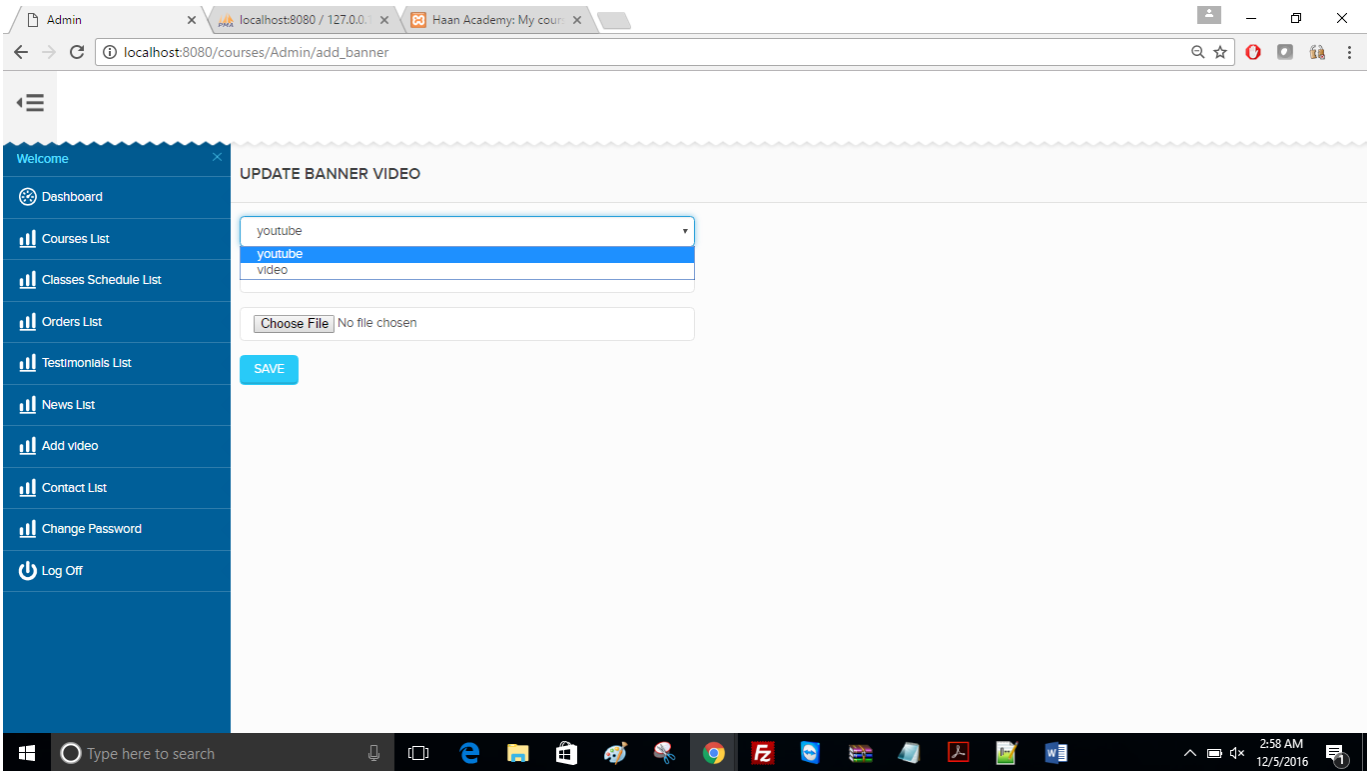 Admin
localhost:8080 / 127.0.0.1
Haan Academy: My cour
localhost:8080/courses/Admin/add_banner
Welcome
UPDATE BANNER VIDEO
Dashboard
Courses List
Classes Schedule List
Orders List
Testimonials List
News List
Add video
Contact List
Change Password
Log Off
youtube
youtube
video
Choose File No file chosen
SAVE
Type here to search
2:58 AM
12/5/2016